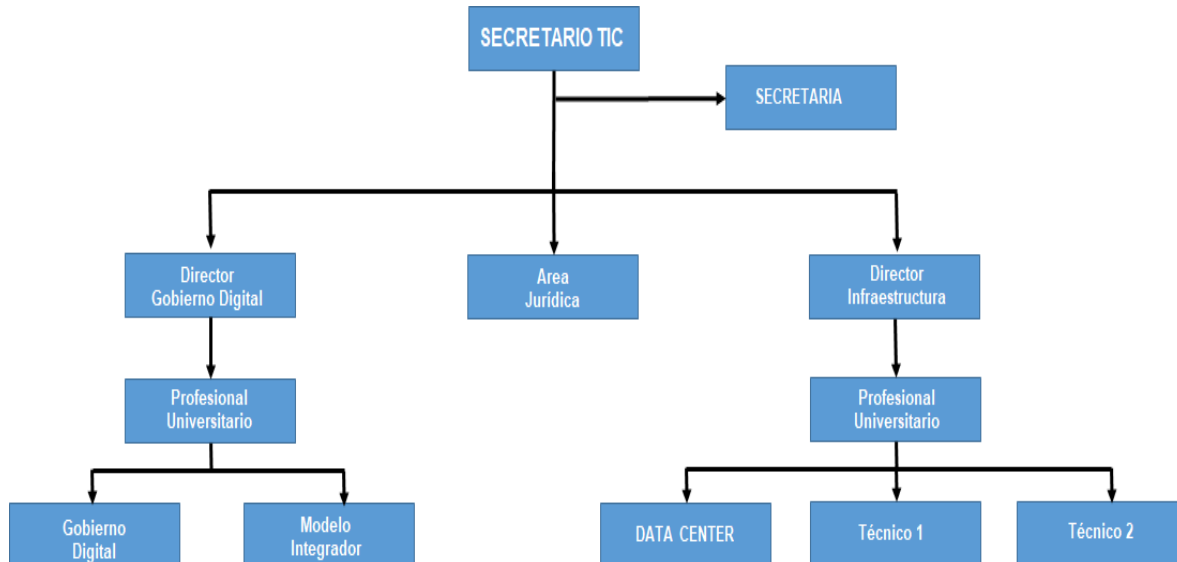 SECRETARIO TIC
SECRETARIA
Director
Gobierno Digital
Area
Jurídica
Director
Infraestructura
Profesional
Universitario
Profesional
Universitario
Gobierno
Digital
Modelo
Integrador
DATA CENTER
Técnico 1
Técnico 2